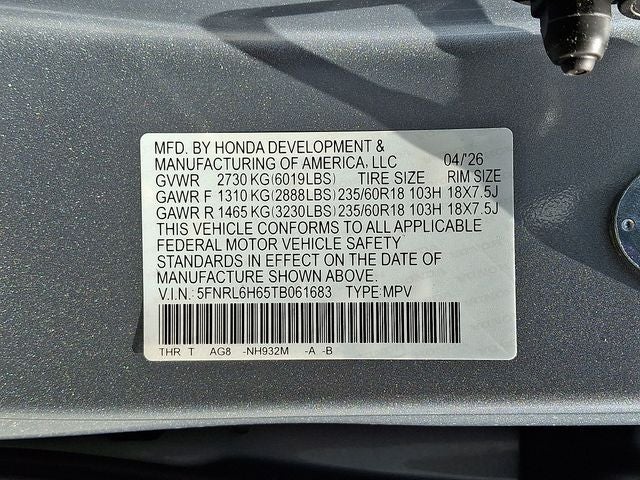 MFD. BY HONDA DEVELOPMENT &
MANUFACTURING OF AMERICA, LLC 04/'26
GVWR 2730 KG(6019LBS) TIRE SIZE RIM SIZE
GAWR F 1310 KG(2888LBS) 235/60R18 103H 18X7.5J
GAWR R 1465 KG(3230LBS) 235/60R18 103H 18X7.5J
THIS VEHICLE CONFORMS TO ALL APPLICABLE
FEDERAL MOTOR VEHICLE SAFETY
STANDARDS IN EFFECT ON THE DATE OF
MANUFACTURE SHOWN ABOVE.
V.I.N.: 5FNRL6H65TB061683 TYPE:MPV
THR T AG8 -NH932M -A -B